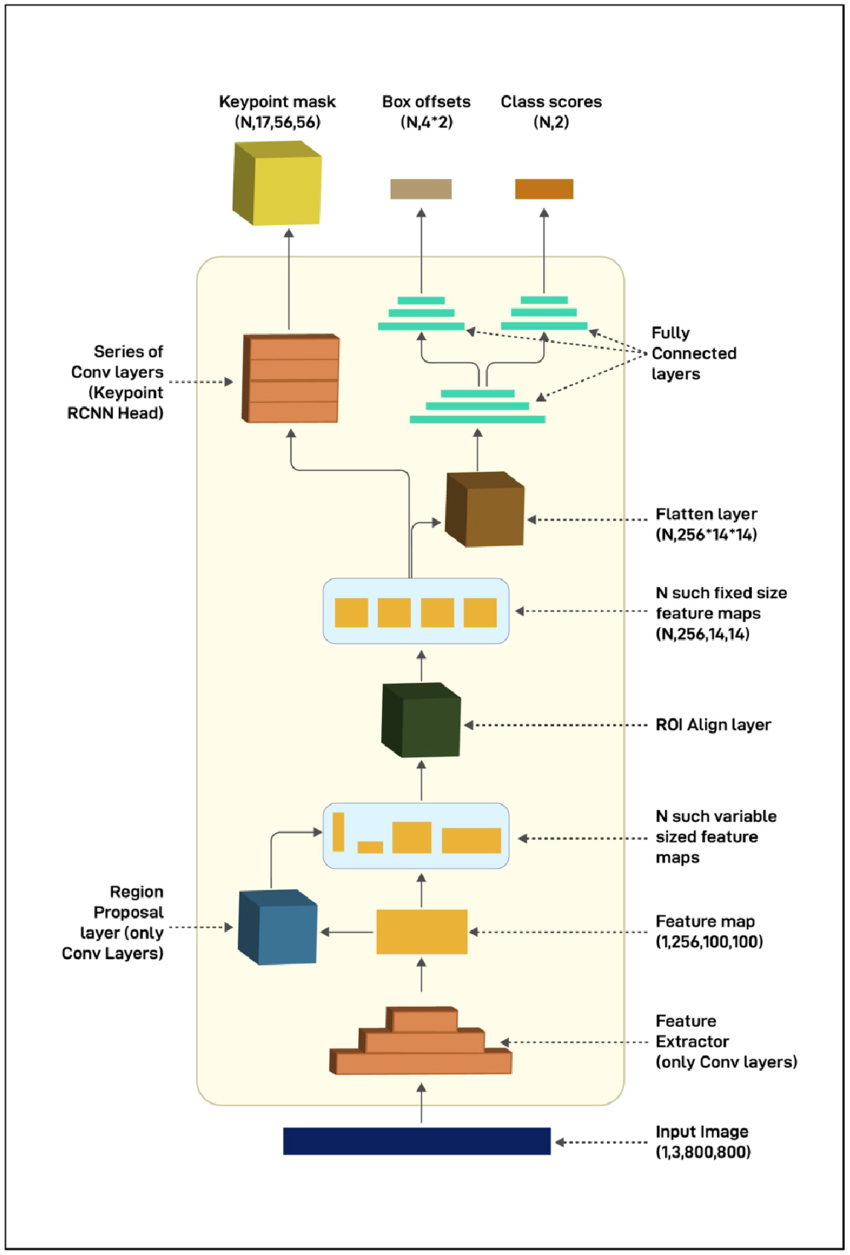 Keypoint mask
(N,17,56,56)
Box offsets
(N,4*2)
Class scores
(N,2)
Series of
Conv layers
(Keypoint
RCNN Head)
Fully
Connected
layers
Flatten layer
(N,256*14*14)
N such fixed size
feature maps
(N,256,14,14)
ROI Align layer
N such variable
sized feature
maps
Region
Proposal
layer (only
Conv Layers)
Feature map
(1,256,100,100)
Feature
Extractor
(only Conv layers)
Input Image
(1,3,800,800)